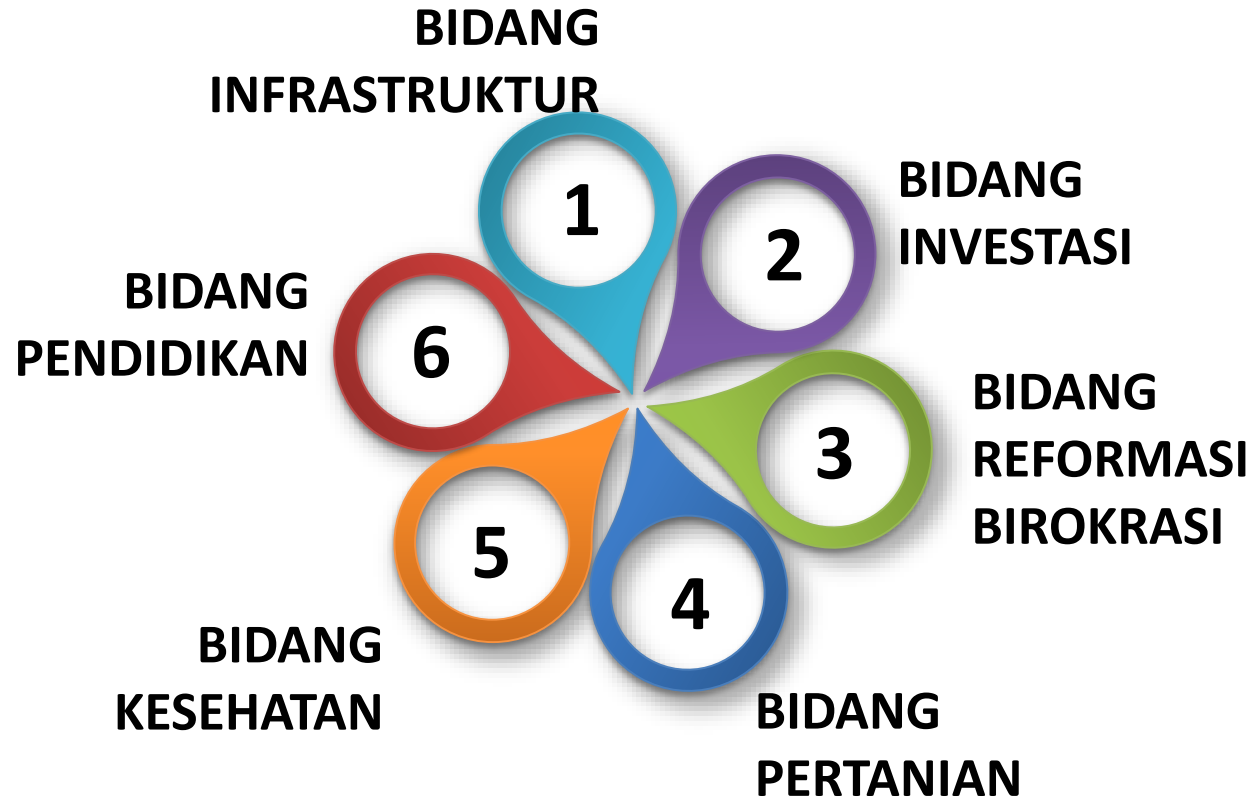 BIDANG
INFRASTRUKTUR
1
2
BIDANG
INVESTASI
3
BIDANG
REFORMASI
BIROKRASI
4
BIDANG
PERTANIAN
5
BIDANG
KESEHATAN
6
BIDANG
PENDIDIKAN